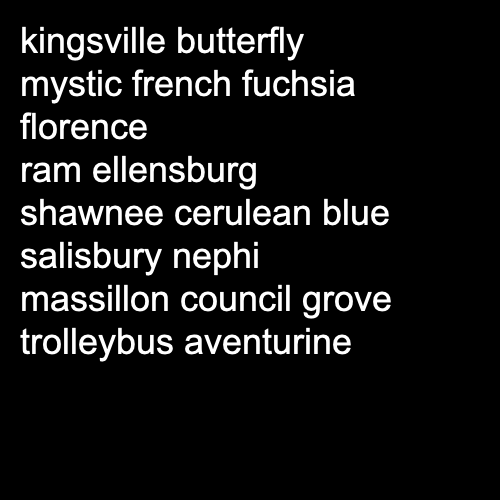 kingsville butterfly
mystic french fuchsia
florence
ram ellensburg
shawnee cerulean blue
salisbury nephi
massillon council grove
trolleybus aventurine